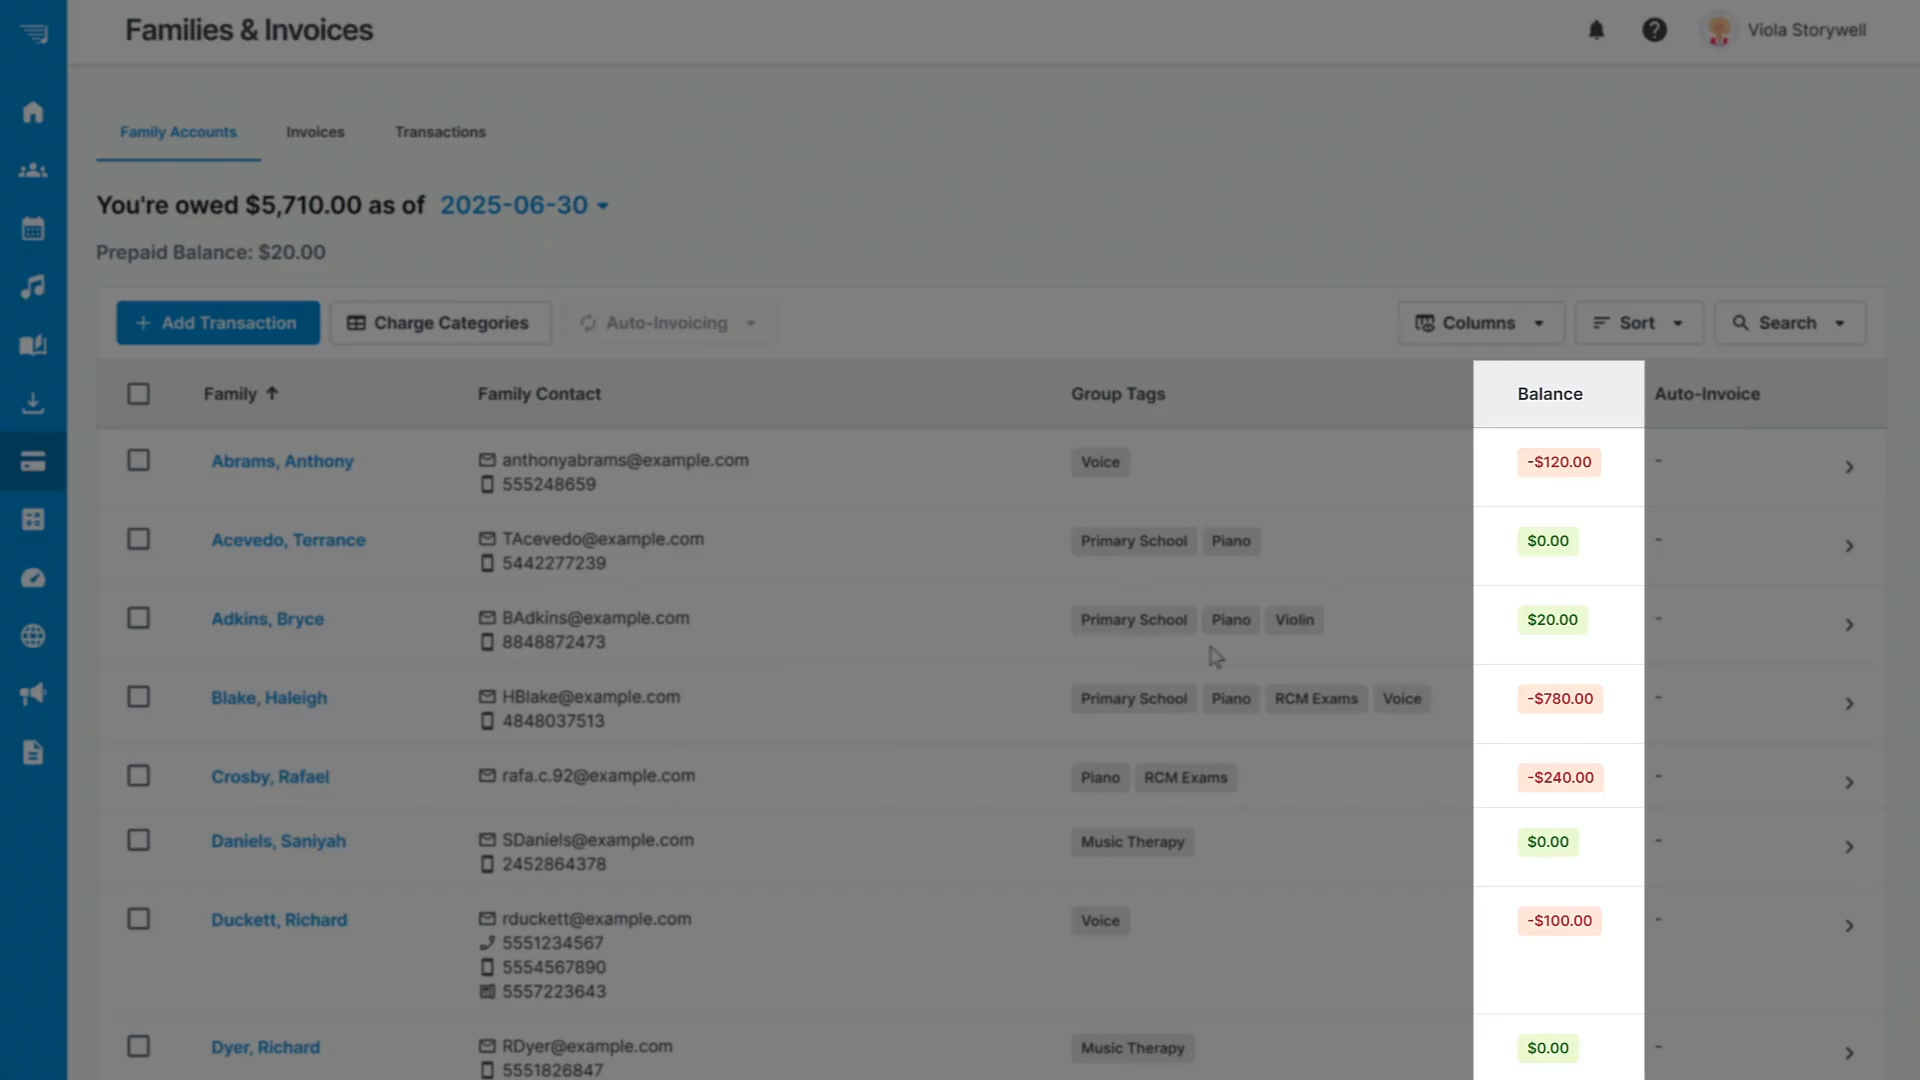 Families & Invoices
Viola Storywell
Family Accounts Invoices Transactions
You're owed $5,710.00 as of 2025-06-30
Prepaid Balance: $20.00
+ Add Transaction Charge Categories Auto-Invoicing Columns Sort Search
Family Family Contact Group Tags Balance Auto-Invoice
Abrams, Anthony anthonyabrams@example.com Voice -$120.00 -
555248659
Acevedo, Terrance TAcevedo@example.com Primary School Piano $0.00 -
5442277239
Adkins, Bryce BAdkins@example.com Primary School Piano Violin $20.00 -
8848872473
Blake, Haleigh HBlake@example.com Primary School Piano RCM Exams Voice -$780.00 -
4848037513
Crosby, Rafael rafa.c.92@example.com Piano RCM Exams -$240.00 -
Daniels, Saniyah SDaniels@example.com Music Therapy $0.00 -
2452864378
Duckett, Richard rduckett@example.com Voice -$100.00 -
5551234567
5554567890
5557223643
Dyer, Richard RDyer@example.com Music Therapy $0.00 -
5551826847